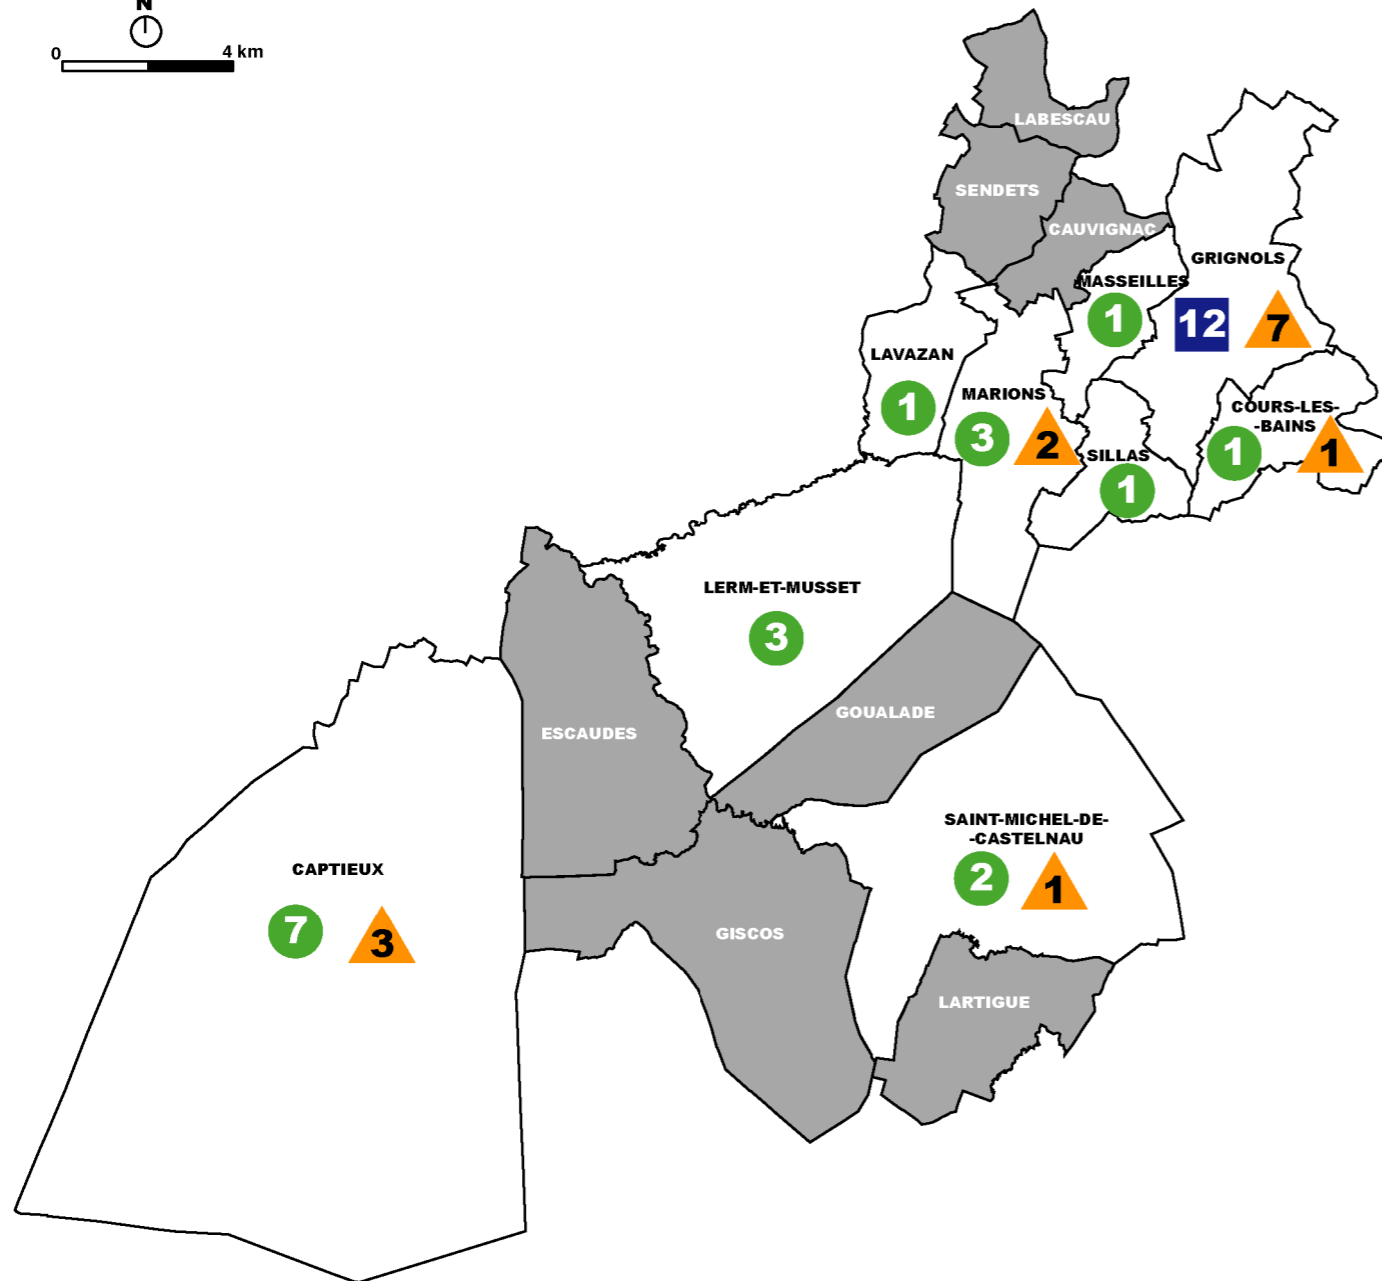 N
0 4 km
LABESCAU
SENDETS
CAUVIGNAC
GRIGNOLS
MASSEILLES
1
12
7
LAVAZAN
1
MARIONS
3
2
COURS-LES-
-BAINS
1
1
SILLAS
1
LERM-ET-MUSSET
3
GOUALADE
ESCAUDES
SAINT-MICHEL-DE-
-CASTELNAU
2
1
CAPTIEUX
7
3
GISCOS
LARTIGUE